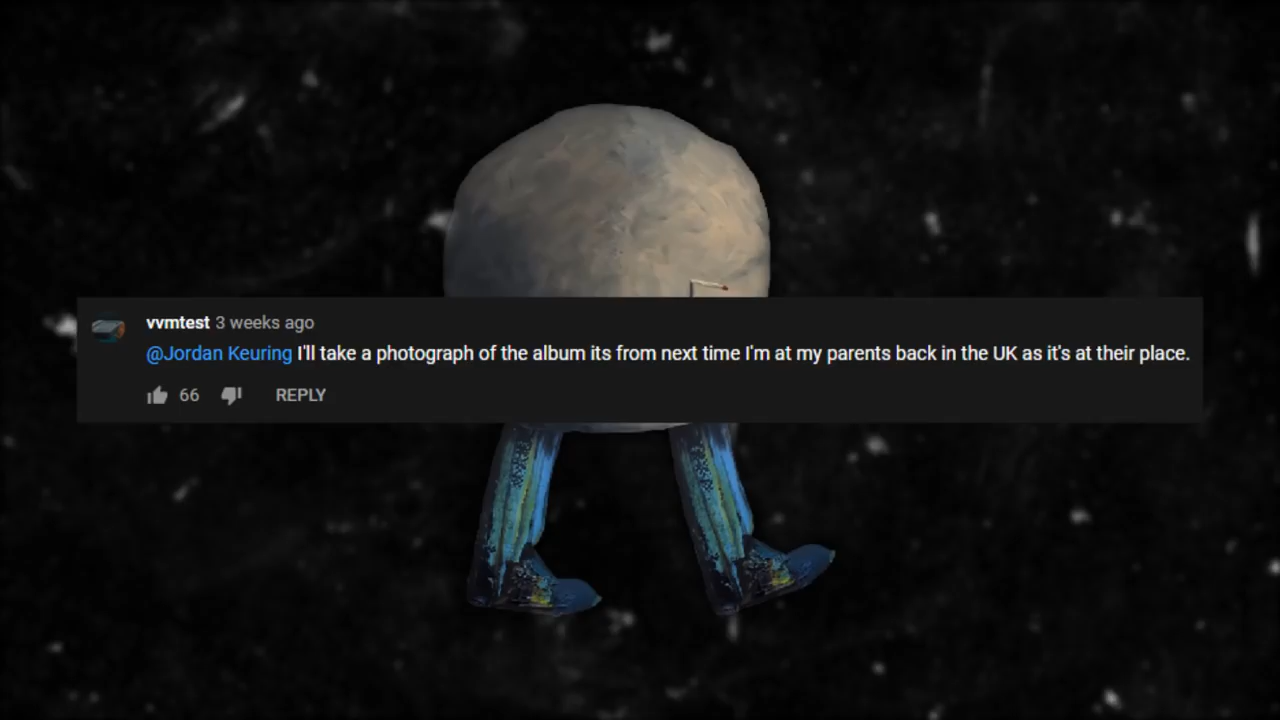 vvmtest 3 weeks ago
@Jordan Keuring I'll take a photograph of the album its from next time I'm at my parents back in the UK as it's at their place.
66 REPLY